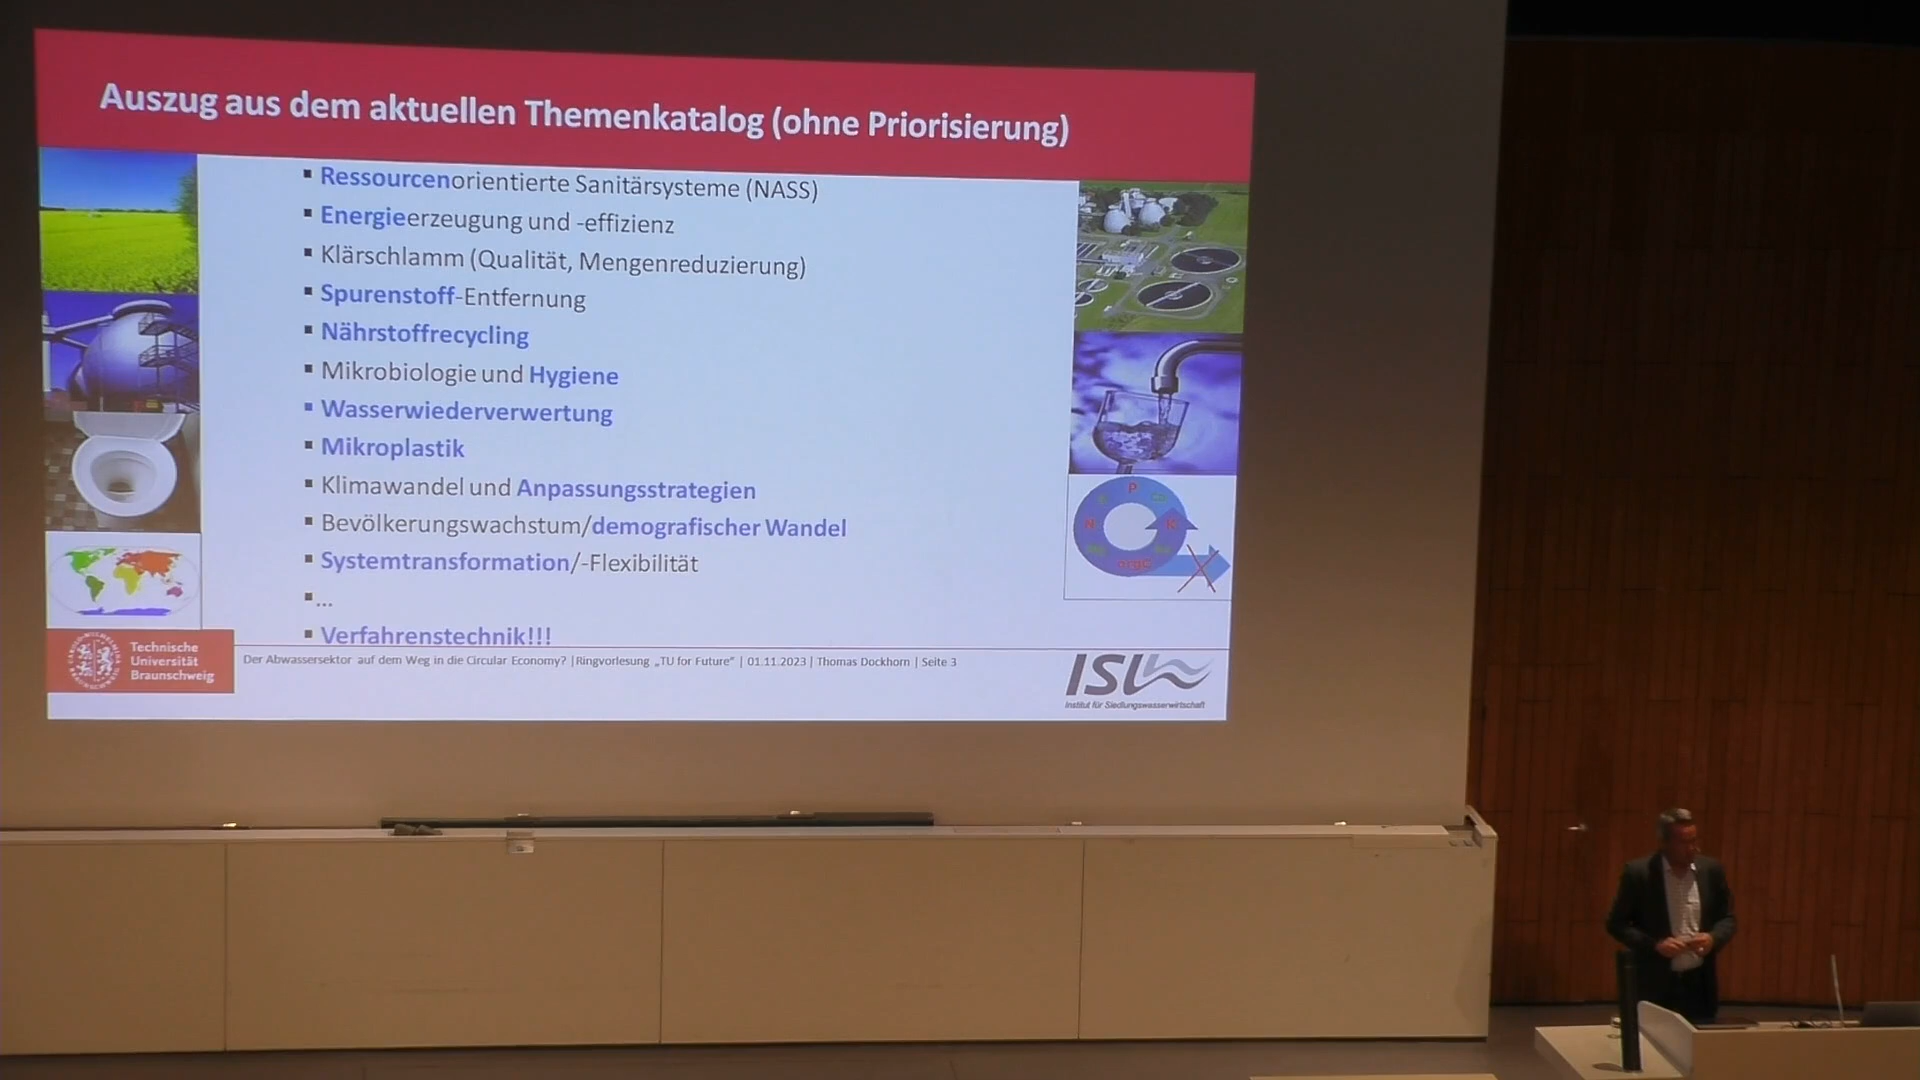 Auszug aus dem aktuellen Themenkatalog (ohne Priorisierung)
▪ Ressourcenorientierte Sanitärsysteme (NASS)
▪ Energieerzeugung und -effizienz
▪ Klärschlamm (Qualität, Mengenreduzierung)
▪ Spurenstoff-Entfernung
▪ Nährstoffrecycling
▪ Mikrobiologie und Hygiene
▪ Wasserwiederverwertung
▪ Mikroplastik
▪ Klimawandel und Anpassungsstrategien
▪ Bevölkerungswachstum/demografischer Wandel
▪ Systemtransformation/-Flexibilität
▪ ...
▪ Verfahrenstechnik!!!
P
N
K
orgC
Technische
Universität
Braunschweig
Der Abwassersektor auf dem Weg in die Circular Economy? |Ringvorlesung „TU for Future“ | 01.11.2023 | Thomas Dockhorn | Seite 3
ISW
Institut für Siedlungswasserwirtschaft